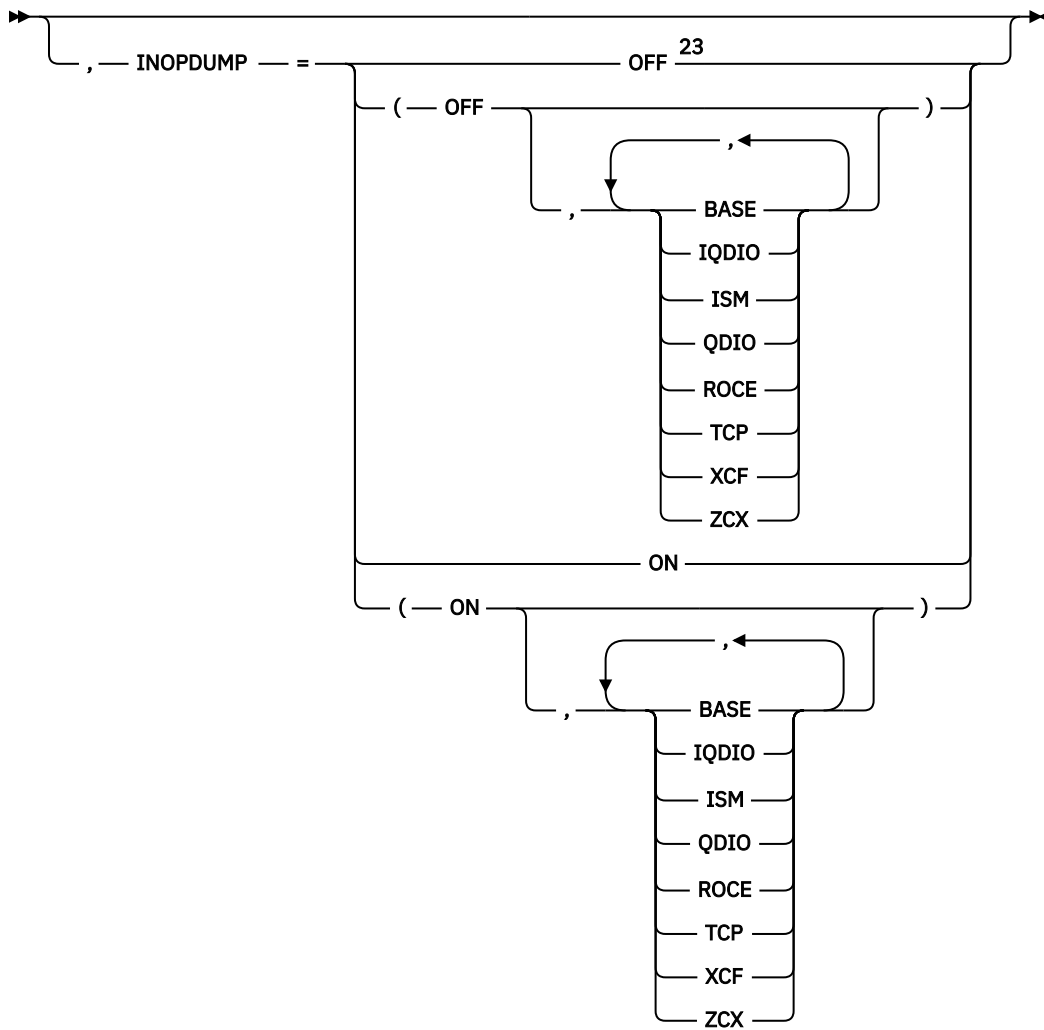 , INOPDUMP = OFF 23
( OFF )
,
, BASE
IQDIO
ISM
QDIO
ROCE
TCP
XCF
ZCX
ON
( ON )
,
, BASE
IQDIO
ISM
QDIO
ROCE
TCP
XCF
ZCX